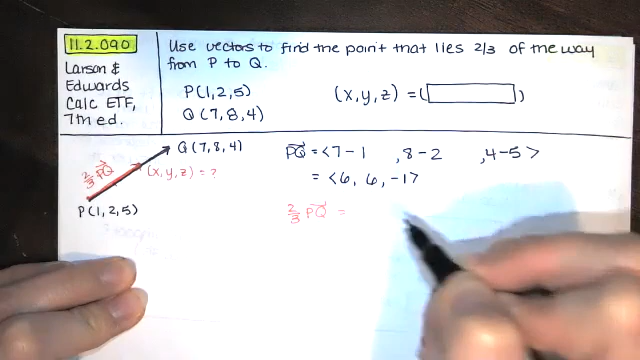 11.2.090
Larson &
Edwards
Calc ETF,
7th ed.
Use vectors to find the point that lies 2/3 of the way
from P to Q.
P(1,2,5)
Q(7,8,4)
(x,y,z) = ( )
Q(7,8,4)
2/3 PQ→
(x,y,z) = ?
P(1,2,5)
PQ→ = <7-1 , 8-2 , 4-5>
= <6, 6, -1>
2/3 PQ→ =